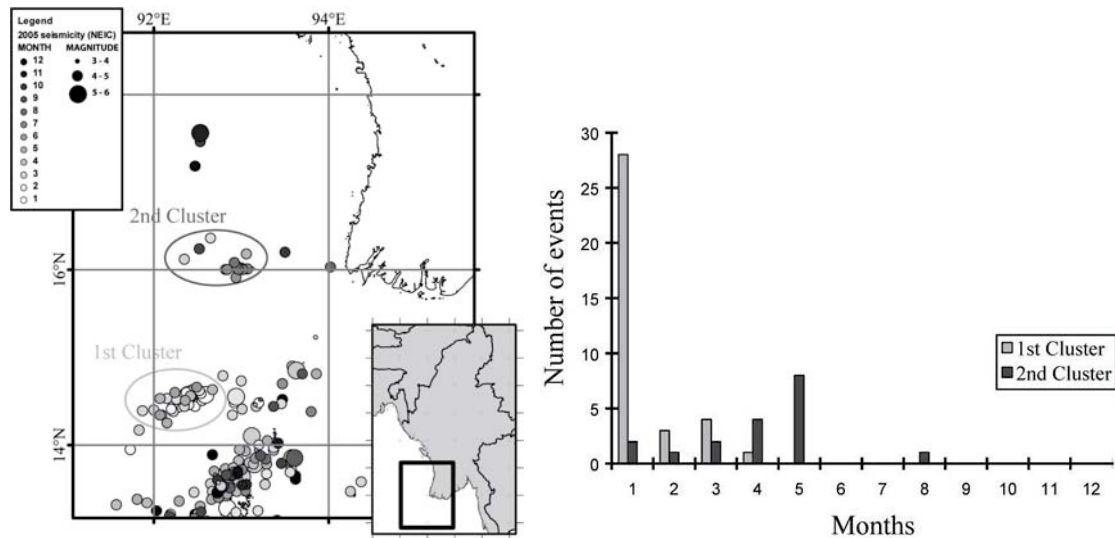 Legend
2005 seismicity (NEIC)
MONTH MAGNITUDE
12 3 - 4
11 4 - 5
10 5 - 6
9
8
7
6
5
4
3
2
1
92°E 94°E
2nd Cluster
16°N
1st Cluster
14°N
30
25
20
15
10
5
0
Number of events
1st Cluster
2nd Cluster
1 2 3 4 5 6 7 8 9 10 11 12
Months